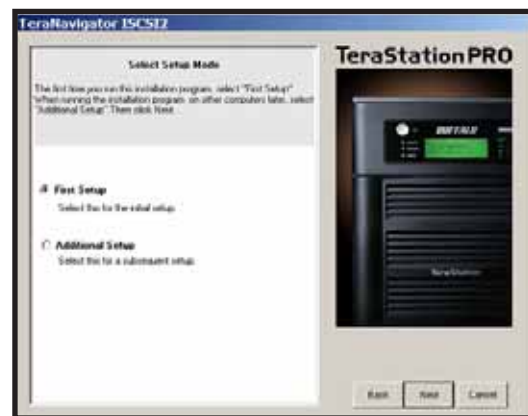 TeraNavigator ISCSI2
TeraStation PRO
Select Setup Mode
The first time you run this installation program, select "First Setup".
When running the installation program on other computers later, select
"Additional Setup". Then click Next.
First Setup
Select this for the initial setup.
Additional Setup
Select this for a subsequent setup.
BUFFALO
TeraStation
Back
Next
Cancel